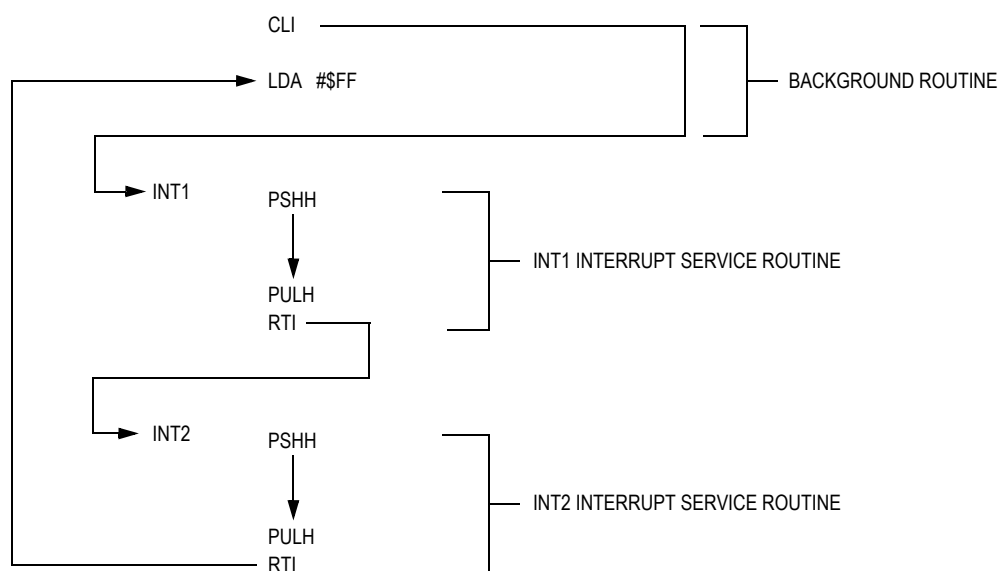 CLI
LDA #$FF
BACKGROUND ROUTINE
INT1
PSHH
INT1 INTERRUPT SERVICE ROUTINE
PULH
RTI
INT2
PSHH
INT2 INTERRUPT SERVICE ROUTINE
PULH
RTI